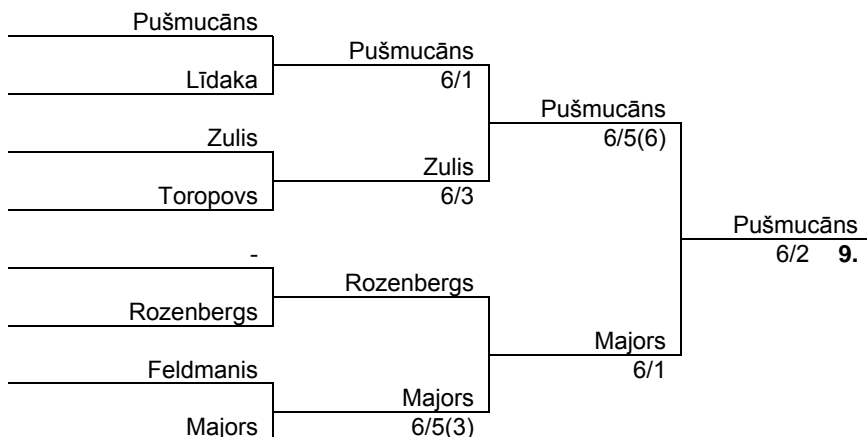 Pušmucāns
Pušmucāns
Līdaka
6/1
Pušmucāns
Zulis
6/5(6)
Zulis
Toropovs
6/3
Pušmucāns
-
6/2 9.
Rozenbergs
Rozenbergs
Majors
Feldmanis
6/1
Majors
Majors
6/5(3)